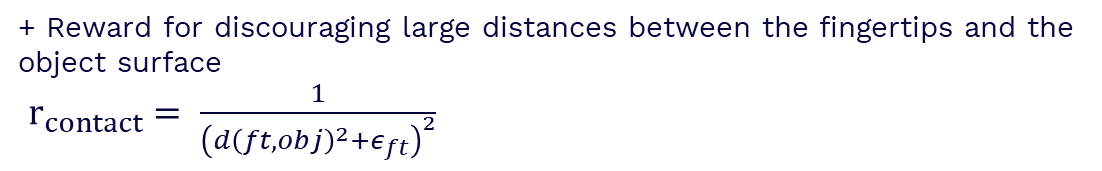 + Reward for discouraging large distances between the fingertips and the
object surface
r_contact = 1 / (d(ft,obj)²+ϵ_ft)²